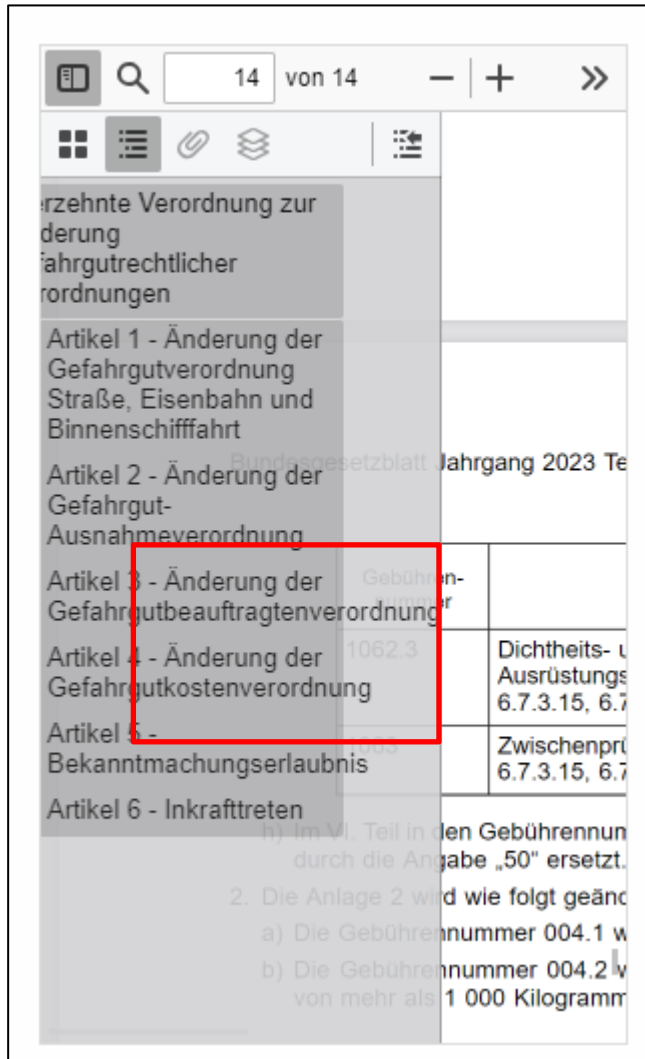 14 von 14
erzehnte Verordnung zur
derung
fahrgutrechtlicher
rordnungen
Artikel 1 - Änderung der
Gefahrgutverordnung
Straße, Eisenbahn und
Binnenschifffahrt
Artikel 2 - Änderung der
Gefahrgut-
Ausnahmeverordnung
Artikel 3 - Änderung der
Gefahrgutbeauftragtenverordnung
Artikel 4 - Änderung der
Gefahrgutkostenverordnung
Artikel 5 -
Bekanntmachungserlaubnis
Artikel 6 - Inkrafttreten
Bundesgesetzblatt Jahrgang 2023 Te
Gebühren-
nummer
1062.3
Dichtheits- u
Ausrüstungs
6.7.3.15, 6.7
1063
Zwischenprü
6.7.3.15, 6.7
h) Im VI. Teil in den Gebührennum
durch die Angabe „50“ ersetzt.
2. Die Anlage 2 wird wie folgt geänd
a) Die Gebührennummer 004.1 w
b) Die Gebührennummer 004.2 w
von mehr als 1 000 Kilogramm